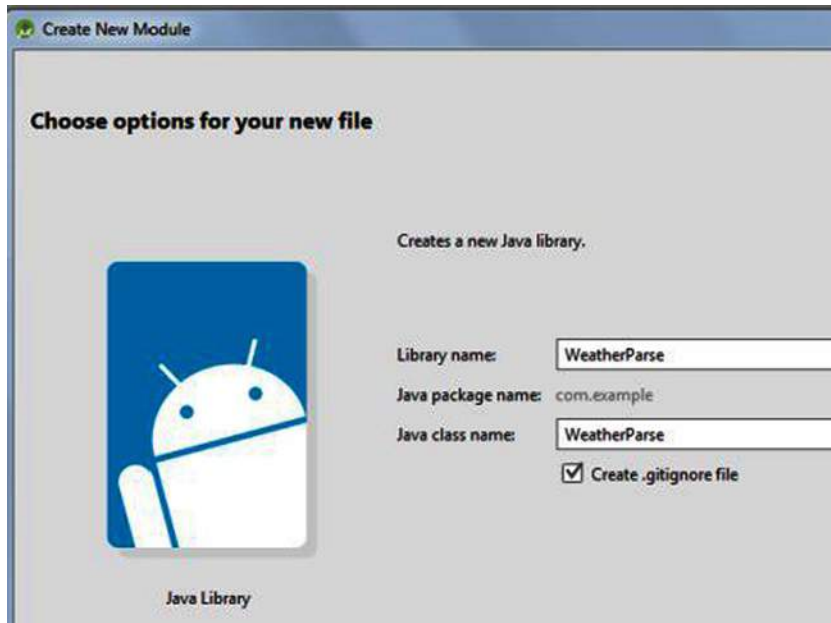 Create New Module
Choose options for your new file
Creates a new Java library.
Library name: WeatherParse
Java package name: com.example
Java class name: WeatherParse
Create .gitignore file
Java Library